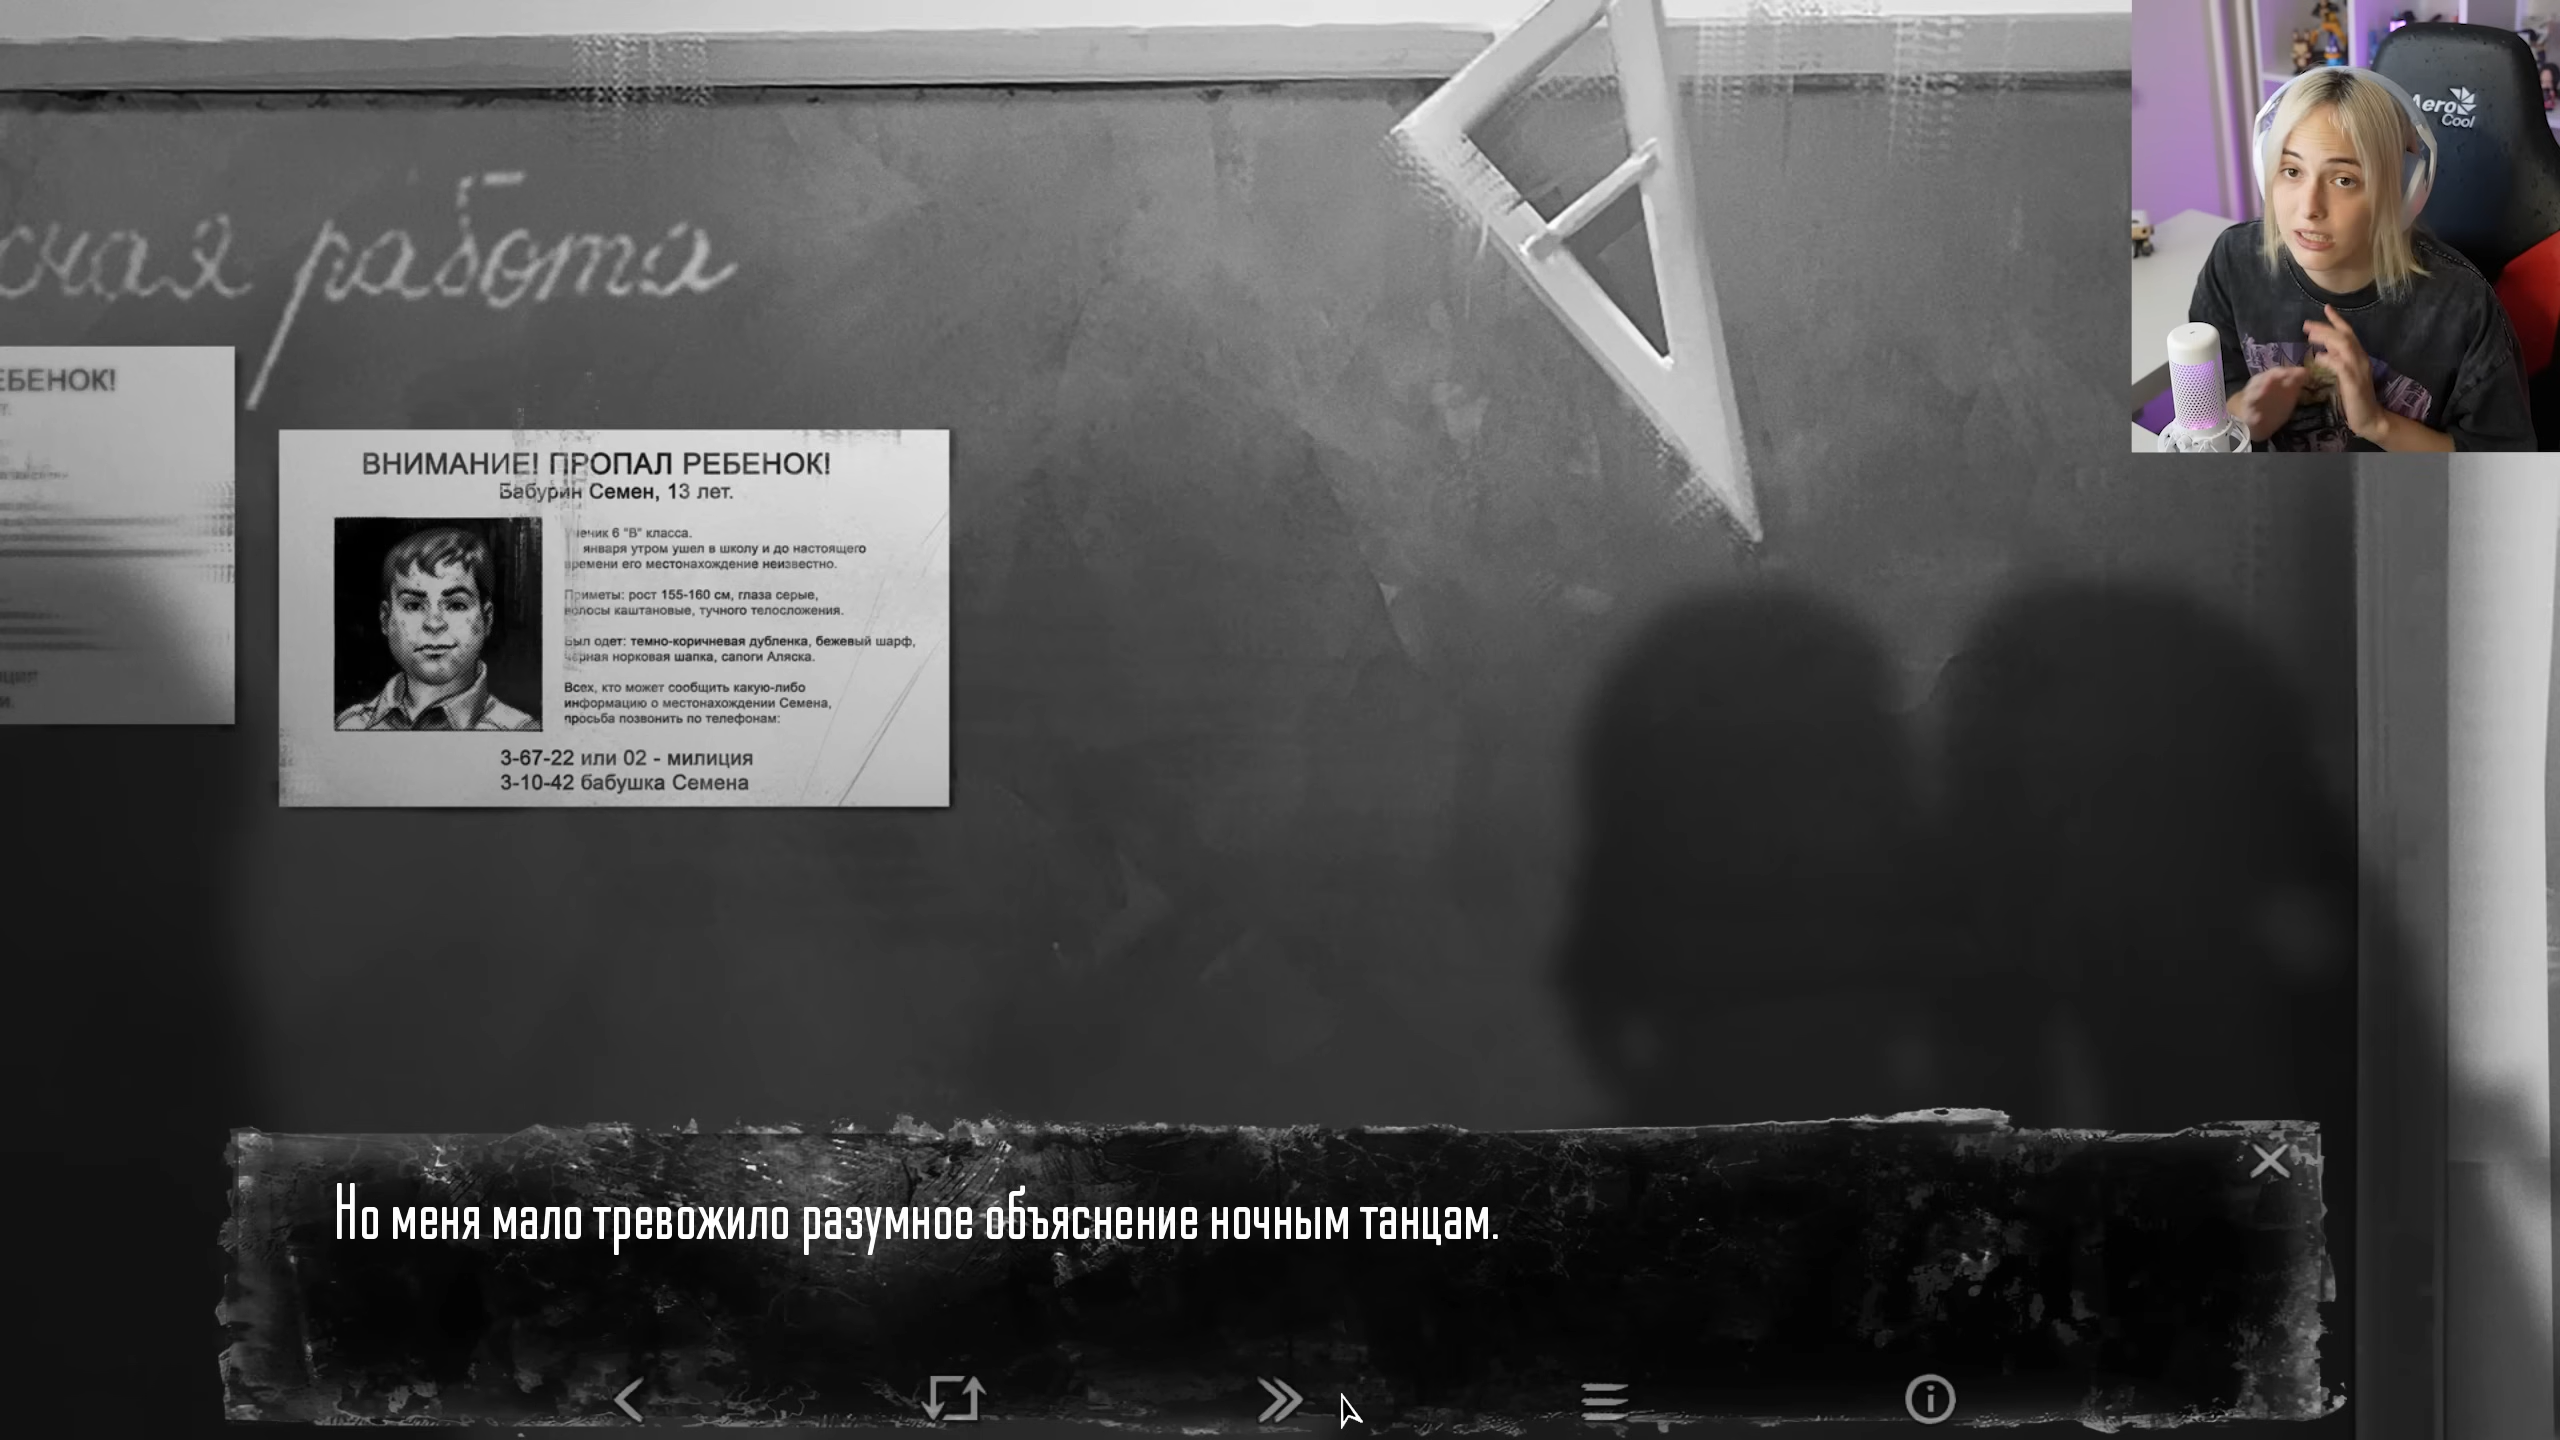 работа
ВНИМАНИЕ! ПРОПАЛ РЕБЕНОК!
Бабурин Семен, 13 лет.
Ученик 6 "В" класса.
января утром ушел в школу и до настоящего
времени его местонахождение неизвестно.
Приметы: рост 155-160 см, глаза серые,
волосы каштановые, тучного телосложения.
Был одет: темно-коричневая дубленка, бежевый шарф,
черная норковая шапка, сапоги Аляска.
Всех, кто может сообщить какую-либо
информацию о местонахождении Семена,
просьба позвонить по телефонам:
3-67-22 или 02 - милиция
3-10-42 бабушка Семена
Aero
Cool
Но меня мало тревожило разумное объяснение ночным танцам.